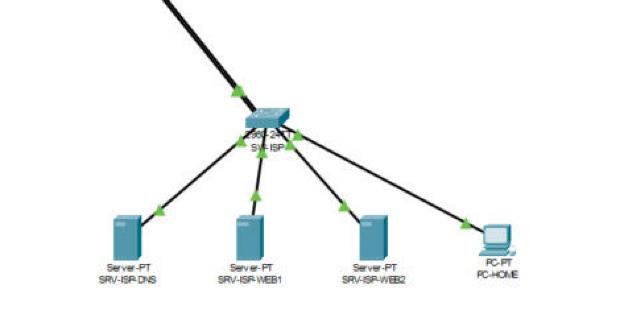 2960-24TT
SW-ISP
Server-PT
SRV-ISP-DNS
Server-PT
SRV-ISP-WEB1
Server-PT
SRV-ISP-WEB2
PC-PT
PC-HOME